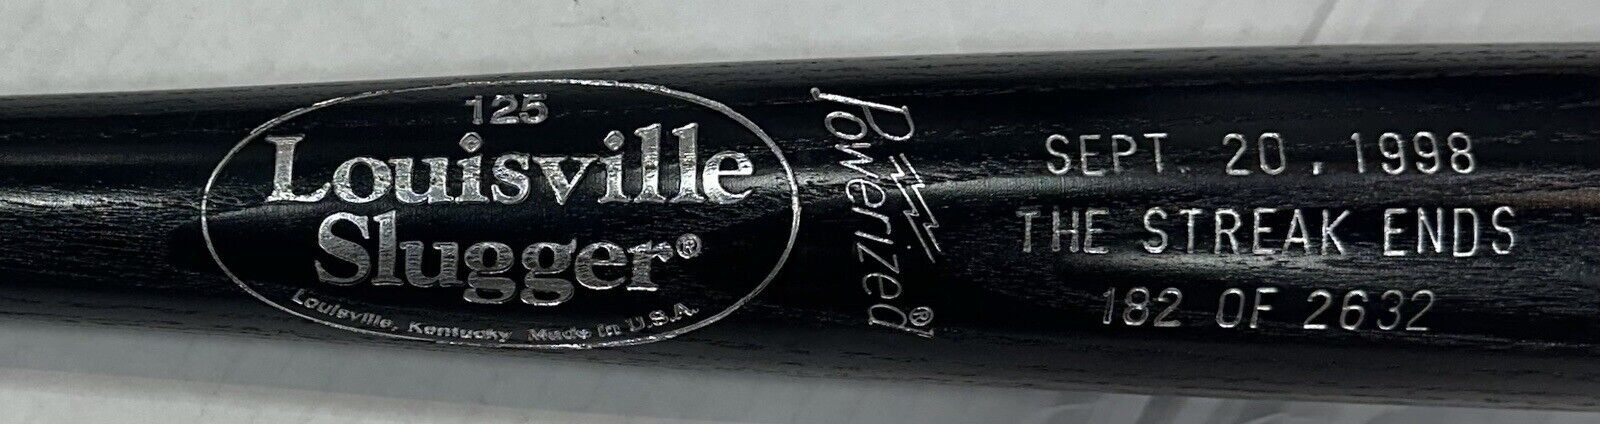 125
Louisville
Slugger®
Louisville, Kentucky Made in U.S.A.
Powerized®
SEPT. 20, 1998
THE STREAK ENDS
182 OF 2632